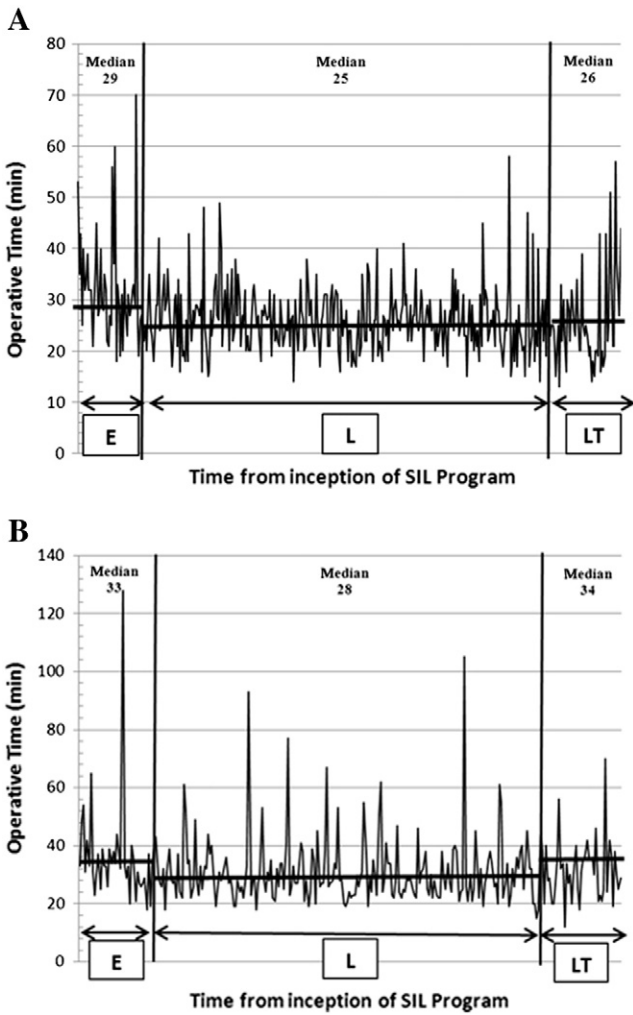 A
80
70
60
50
40
30
20
10
0
Operative Time (min)
Median
29
Median
25
Median
26
E
L
LT
Time from inception of SIL Program
B
140
120
100
80
60
40
20
0
Operative Time (min)
Median
33
Median
28
Median
34
E
L
LT
Time from inception of SIL Program